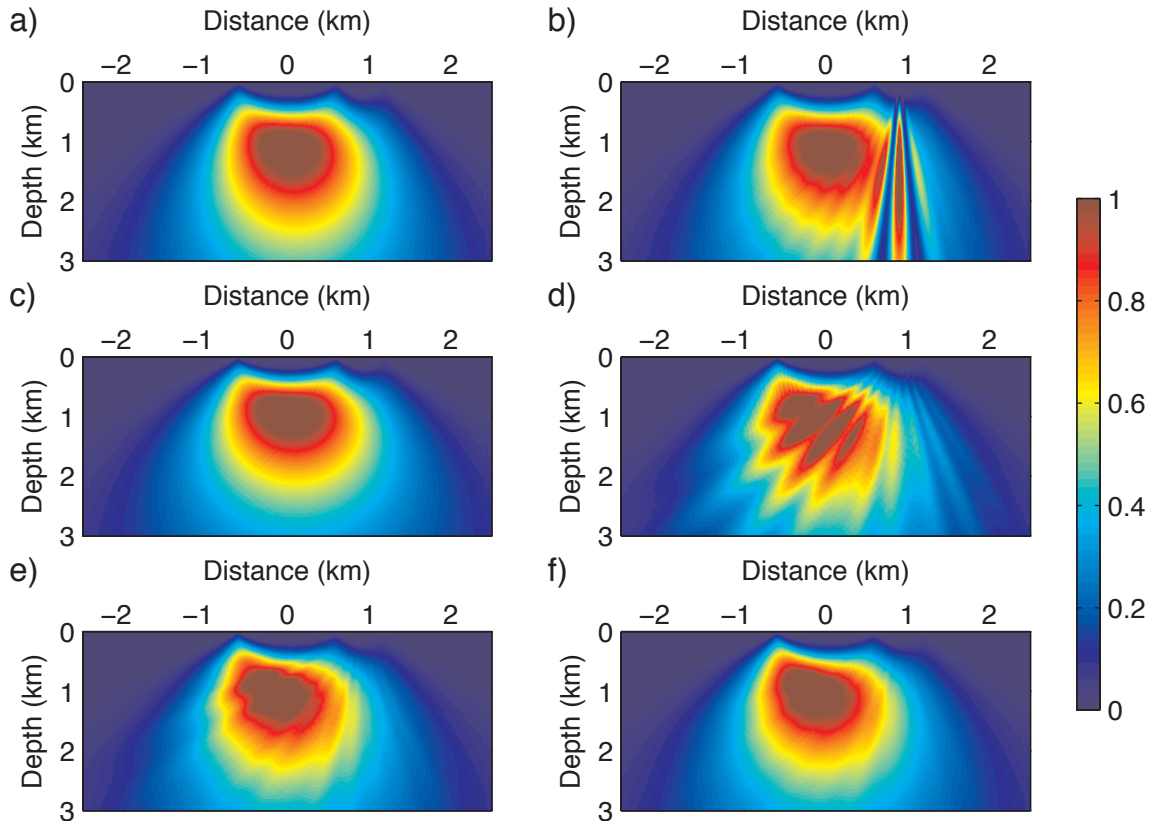 a) Distance (km)
−2 −1 0 1 2
Depth (km)
0
1
2
3
b) Distance (km)
−2 −1 0 1 2
Depth (km)
0
1
2
3
c) Distance (km)
−2 −1 0 1 2
Depth (km)
0
1
2
3
d) Distance (km)
−2 −1 0 1 2
Depth (km)
0
1
2
3
e) Distance (km)
−2 −1 0 1 2
Depth (km)
0
1
2
3
f) Distance (km)
−2 −1 0 1 2
Depth (km)
0
1
2
3
1
0.8
0.6
0.4
0.2
0